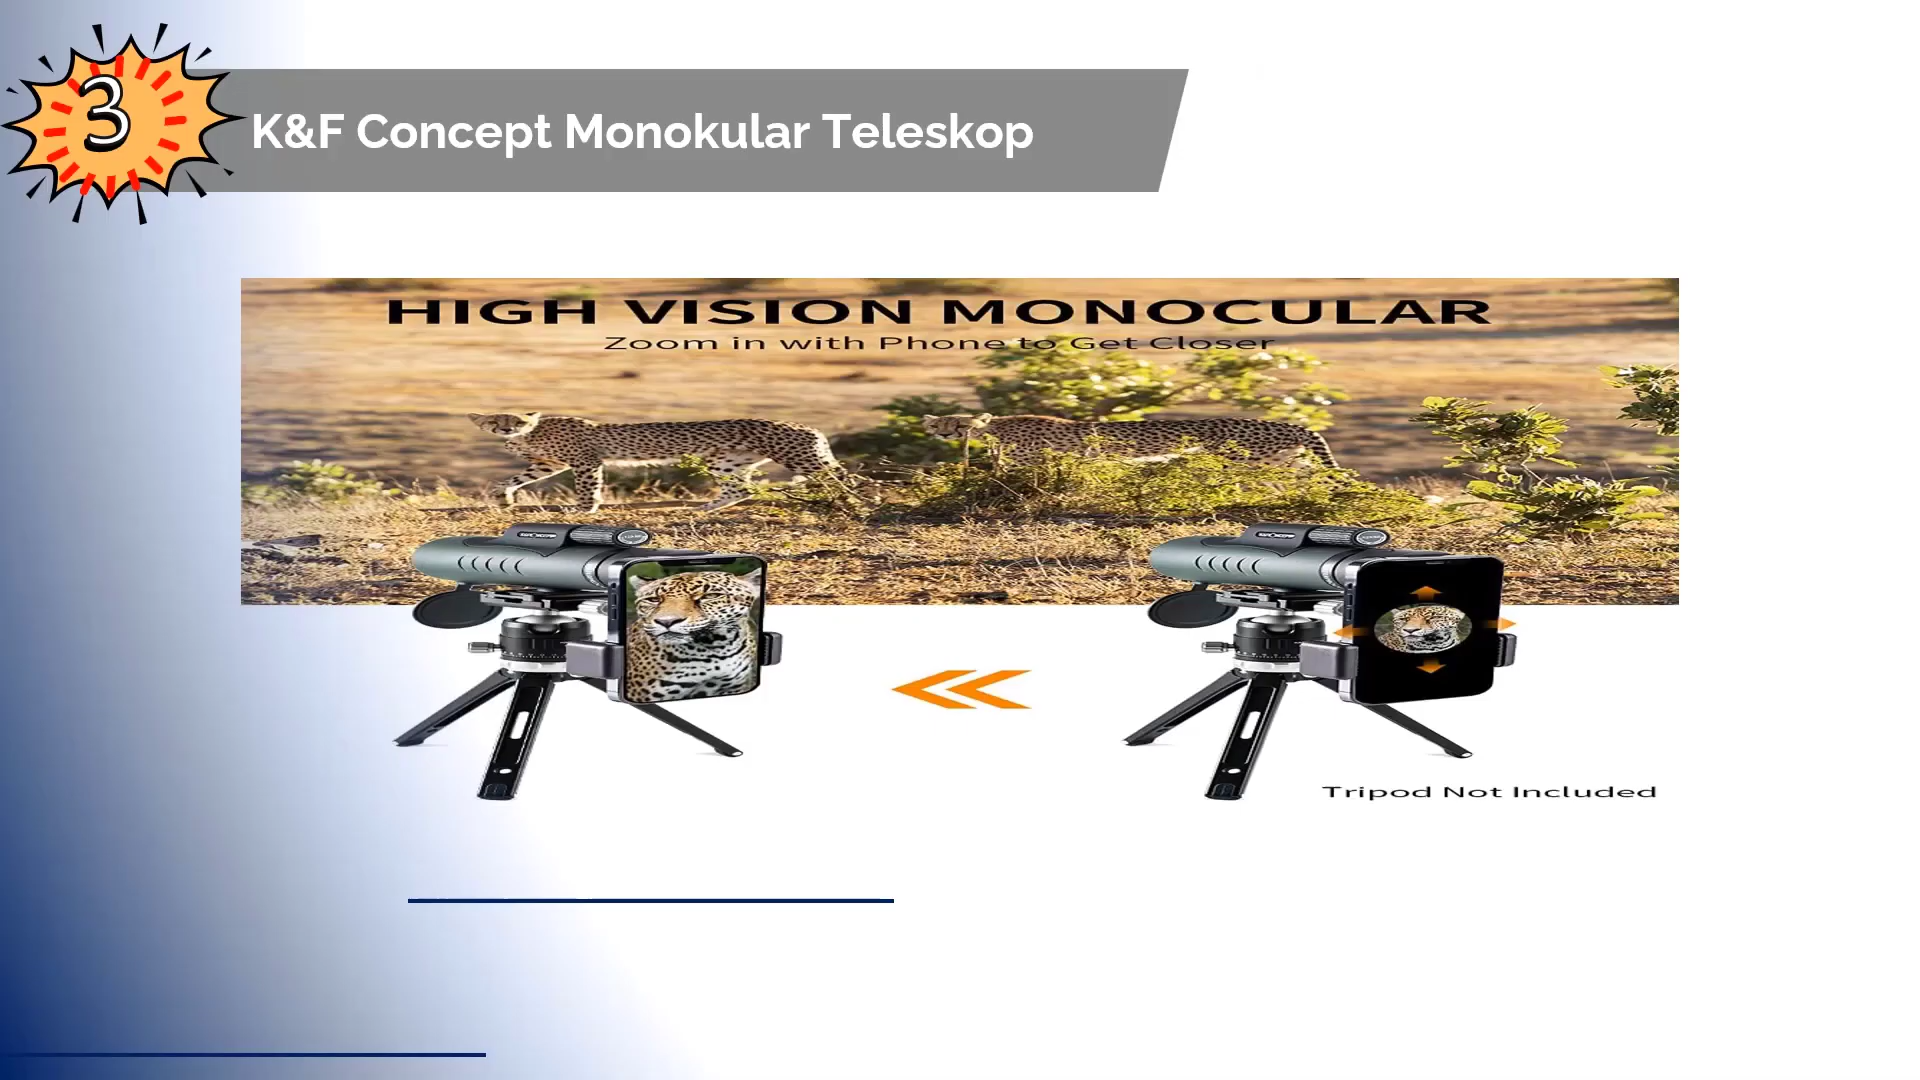 3
K&F Concept Monokular Teleskop
HIGH VISION MONOCULAR
Zoom in with Phone to Get Closer
Tripod Not Included